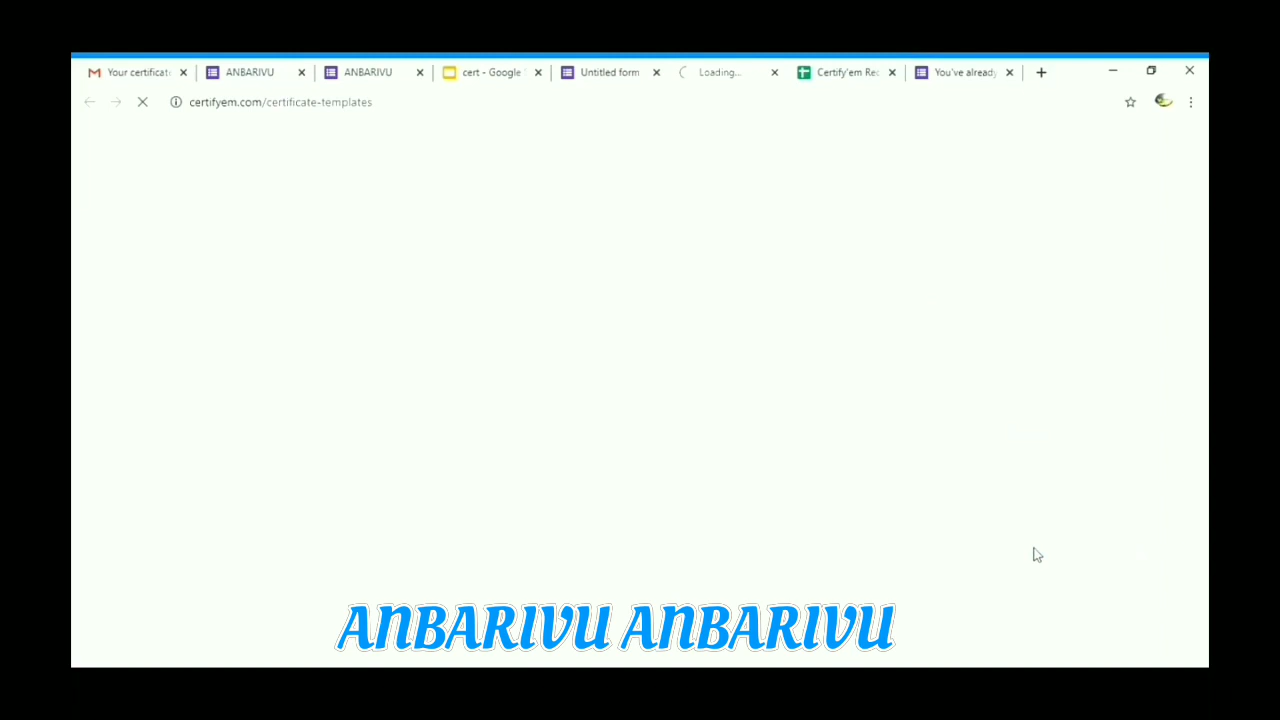 Your certificat ANBARIVU ANBARIVU cert - Google Untitled form Loading... Certify'em Rec You've already
certifyem.com/certificate-templates
ANBARIVU ANBARIVU